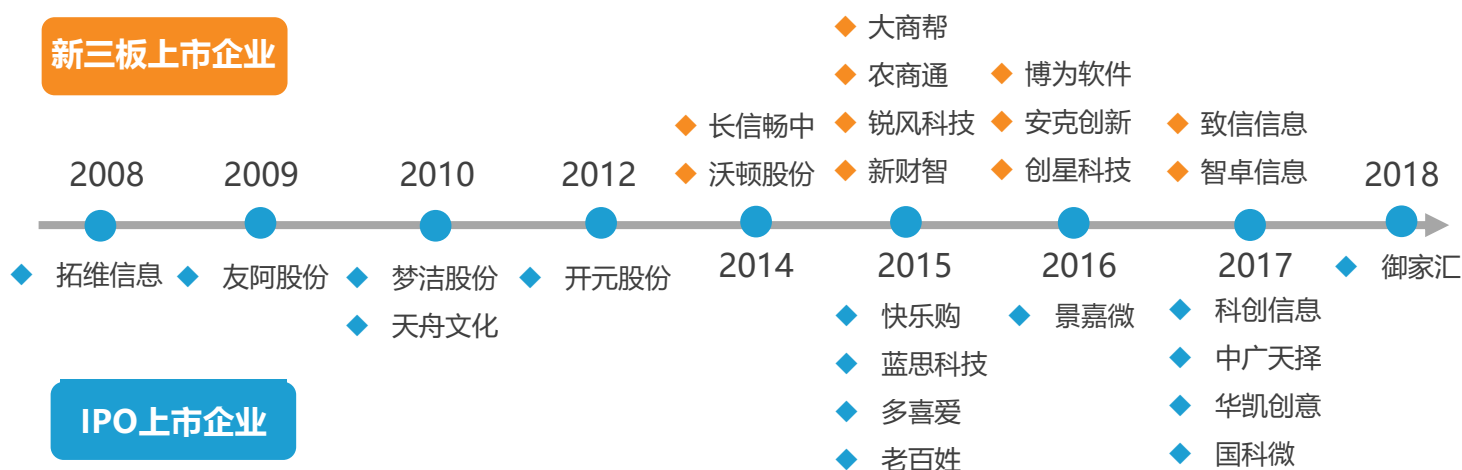 新三板上市企业
大商帮
农商通
锐风科技
新财智
博为软件
安克创新
创星科技
长信畅中
沃顿股份
致信信息
智卓信息
2008
2009
2010
2012
2014
2015
2016
2017
2018
拓维信息
友阿股份
梦洁股份
天舟文化
开元股份
快乐购
蓝思科技
多喜爱
老百姓
景嘉微
科创信息
中广天择
华凯创意
国科微
御家汇
IPO上市企业